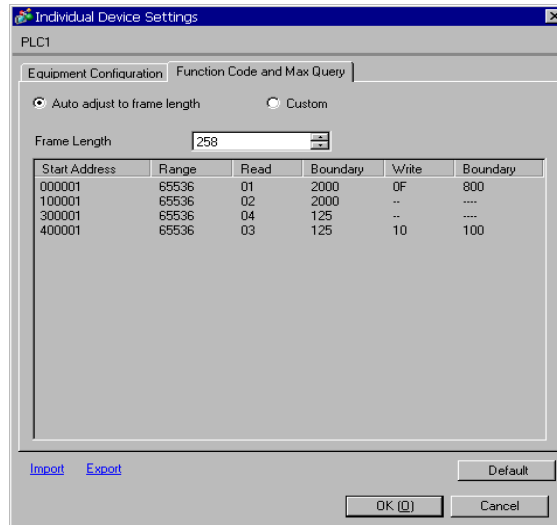 Individual Device Settings
PLC1
Equipment Configuration Function Code and Max Query
Auto adjust to frame length Custom
Frame Length 258
Start Address Range Read Boundary Write Boundary
000001 65536 01 2000 0F 800
100001 65536 02 2000 -- ----
300001 65536 04 125 -- ----
400001 65536 03 125 10 100
Import Export Default
OK (O) Cancel